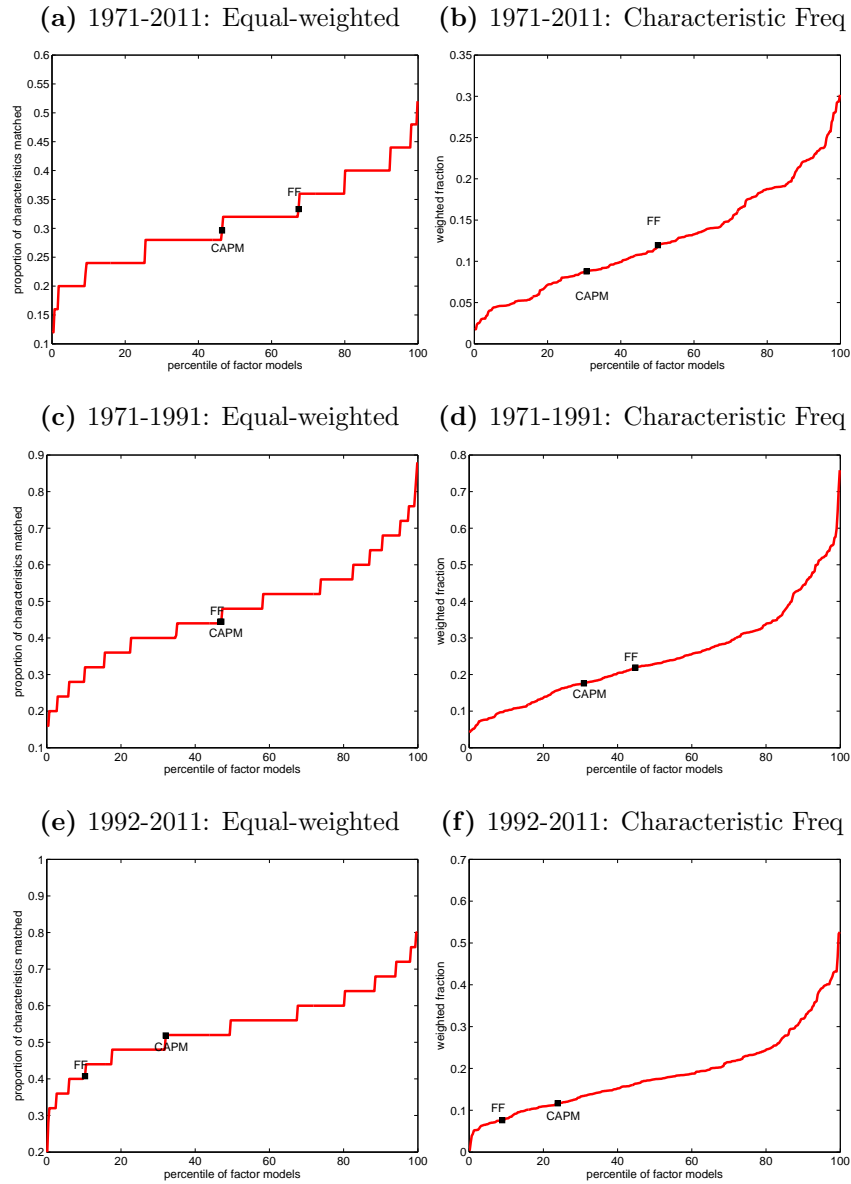 (a) 1971-2011: Equal-weighted
(b) 1971-2011: Characteristic Freq
0.6
0.55
0.5
0.45
0.4
0.35
0.3
0.25
0.2
0.15
0.1
proportion of characteristics matched
FF
CAPM
0 20 40 60 80 100
percentile of factor models
0.35
0.3
0.25
0.2
0.15
0.1
0.05
0
weighted fraction
FF
CAPM
0 20 40 60 80 100
percentile of factor models
(c) 1971-1991: Equal-weighted
(d) 1971-1991: Characteristic Freq
0.9
0.8
0.7
0.6
0.5
0.4
0.3
0.2
0.1
proportion of characteristics matched
FF
CAPM
0 20 40 60 80 100
percentile of factor models
0.8
0.7
0.6
0.5
0.4
0.3
0.2
0.1
0
weighted fraction
FF
CAPM
0 20 40 60 80 100
percentile of factor models
(e) 1992-2011: Equal-weighted
(f) 1992-2011: Characteristic Freq
1
0.9
0.8
0.7
0.6
0.5
0.4
0.3
0.2
proportion of characteristics matched
FF
CAPM
0 20 40 60 80 100
percentile of factor models
0.7
0.6
0.5
0.4
0.3
0.2
0.1
0
weighted fraction
FF
CAPM
0 20 40 60 80 100
percentile of factor models